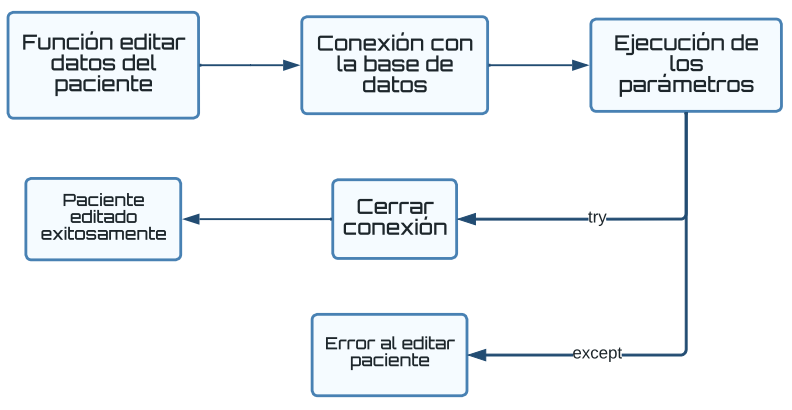 Función editar
datos del
paciente
Conexión con
la base de
datos
Ejecución de
los
parámetros
Paciente
editado
exitosamente
Cerrar
conexión
try
Error al editar
paciente
except